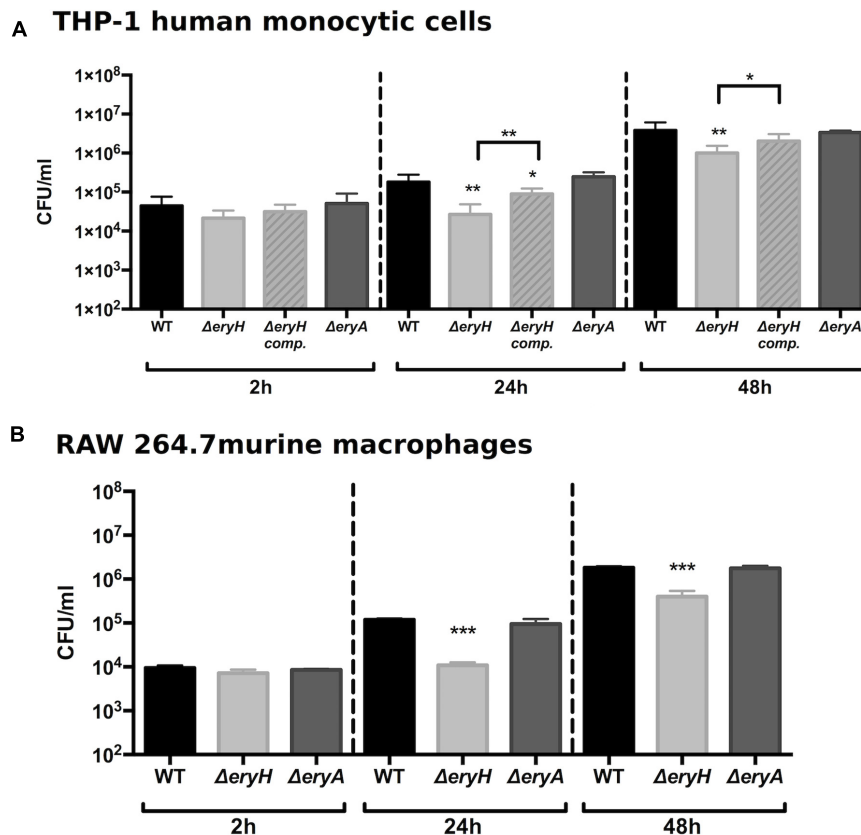 A THP-1 human monocytic cells
CFU/ml
1×10⁸
1×10⁷
1×10⁶
1×10⁵
1×10⁴
1×10³
1×10²
** * ** * ** *
WT ΔeryH ΔeryH comp. ΔeryA WT ΔeryH ΔeryH comp. ΔeryA WT ΔeryH ΔeryH comp. ΔeryA
2h 24h 48h
B RAW 264.7murine macrophages
CFU/ml
10⁸
10⁷
10⁶
10⁵
10⁴
10³
10²
*** ***
WT ΔeryH ΔeryA WT ΔeryH ΔeryA WT ΔeryH ΔeryA
2h 24h 48h